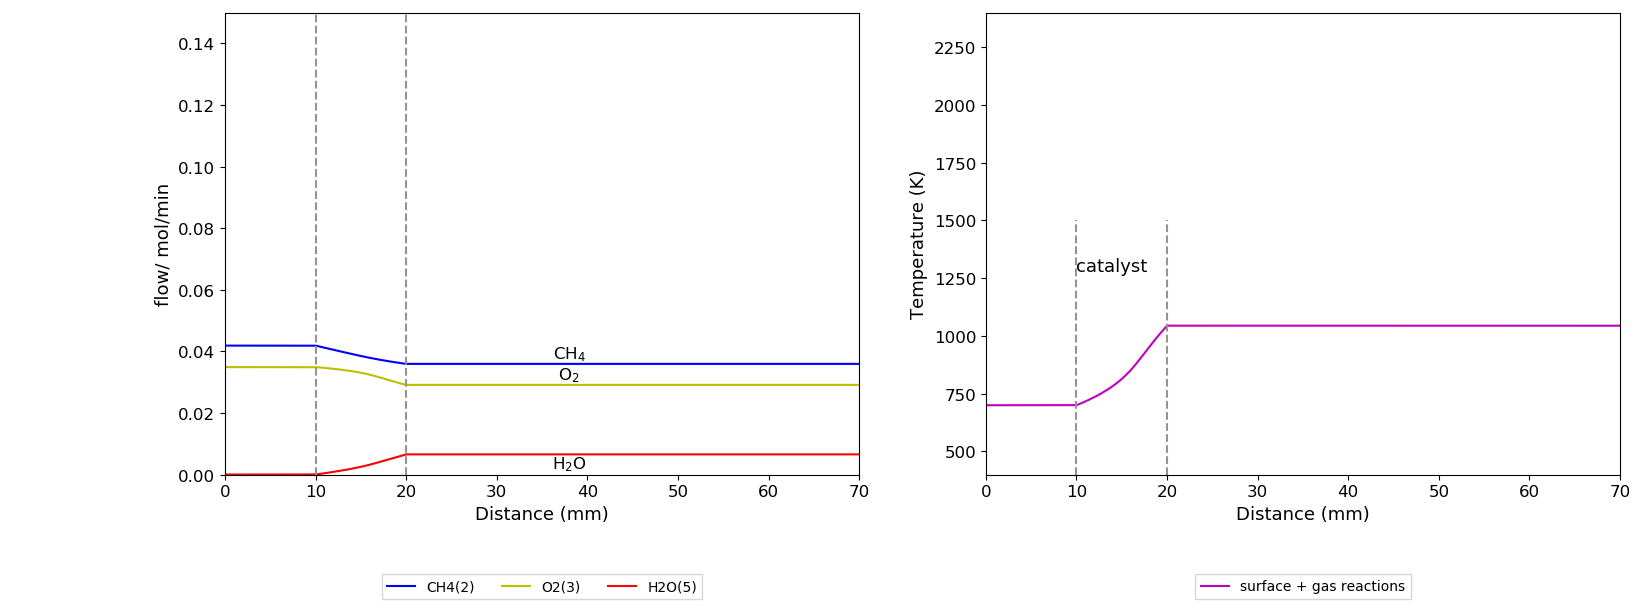 0.14
0.12
0.10
0.08
0.06
0.04
0.02
0.00
flow/ mol/min
CH₄
O₂
H₂O
0 10 20 30 40 50 60 70
Distance (mm)
CH4(2) O2(3) H2O(5)
2250
2000
1750
1500
1250
1000
750
500
Temperature (K)
catalyst
0 10 20 30 40 50 60 70
Distance (mm)
surface + gas reactions